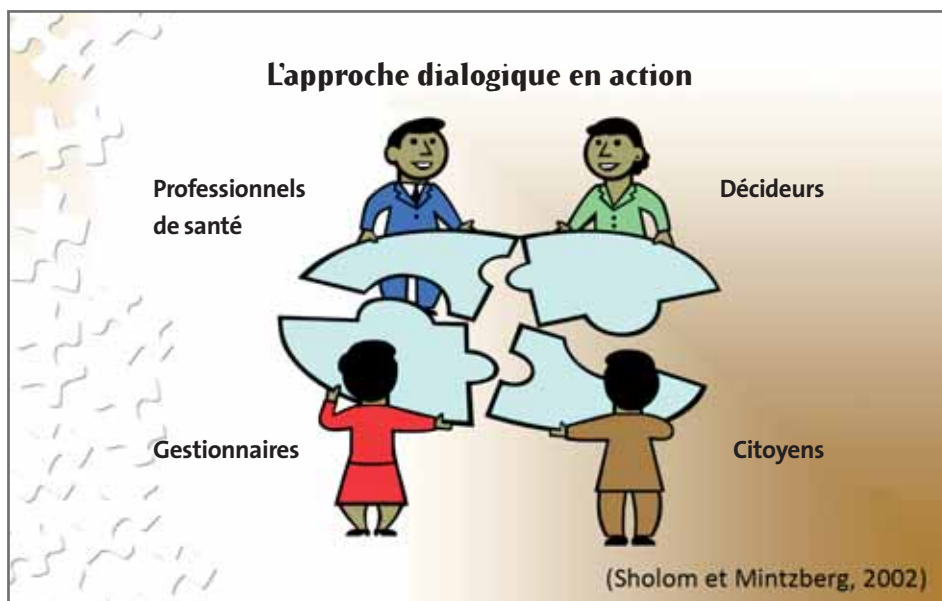 L'approche dialogique en action
Professionnels
de santé
Décideurs
Gestionnaires
Citoyens
(Sholom et Mintzberg, 2002)